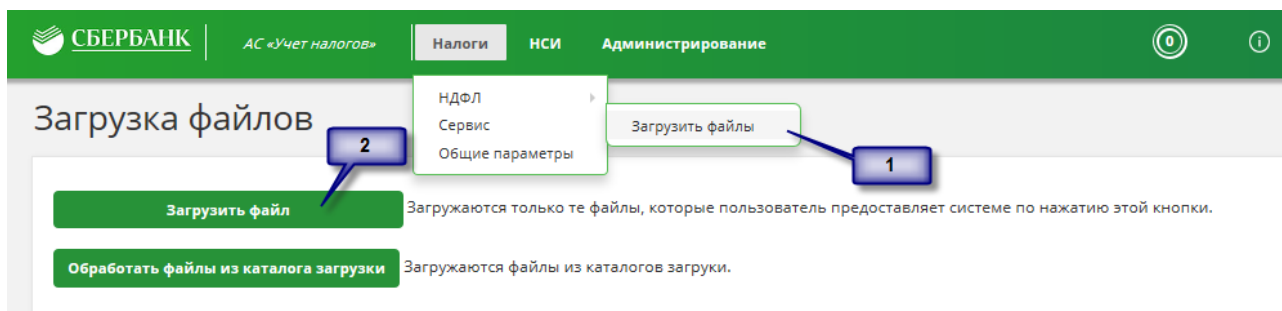 СБЕРБАНК АС «Учет налогов» Налоги НСИ Администрирование 0 i
НДФЛ
Загрузка файлов
Сервис Загрузить файлы
2 Общие параметры
1
Загрузить файл Загружаются только те файлы, которые пользователь предоставляет системе по нажатию этой кнопки.
Обработать файлы из каталога загрузки Загружаются файлы из каталогов загруки.